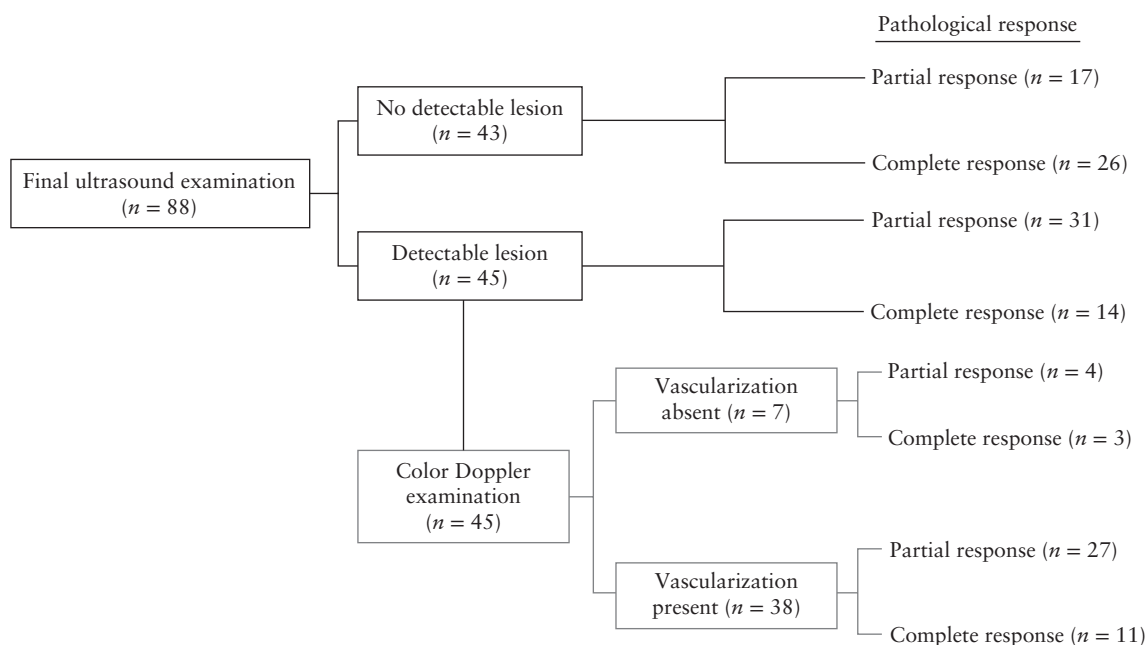 Pathological response
Partial response (n = 17)
No detectable lesion
(n = 43)
Complete response (n = 26)
Final ultrasound examination
(n = 88)
Partial response (n = 31)
Detectable lesion
(n = 45)
Complete response (n = 14)
Partial response (n = 4)
Vascularization
absent (n = 7)
Complete response (n = 3)
Color Doppler
examination
(n = 45)
Partial response (n = 27)
Vascularization
present (n = 38)
Complete response (n = 11)